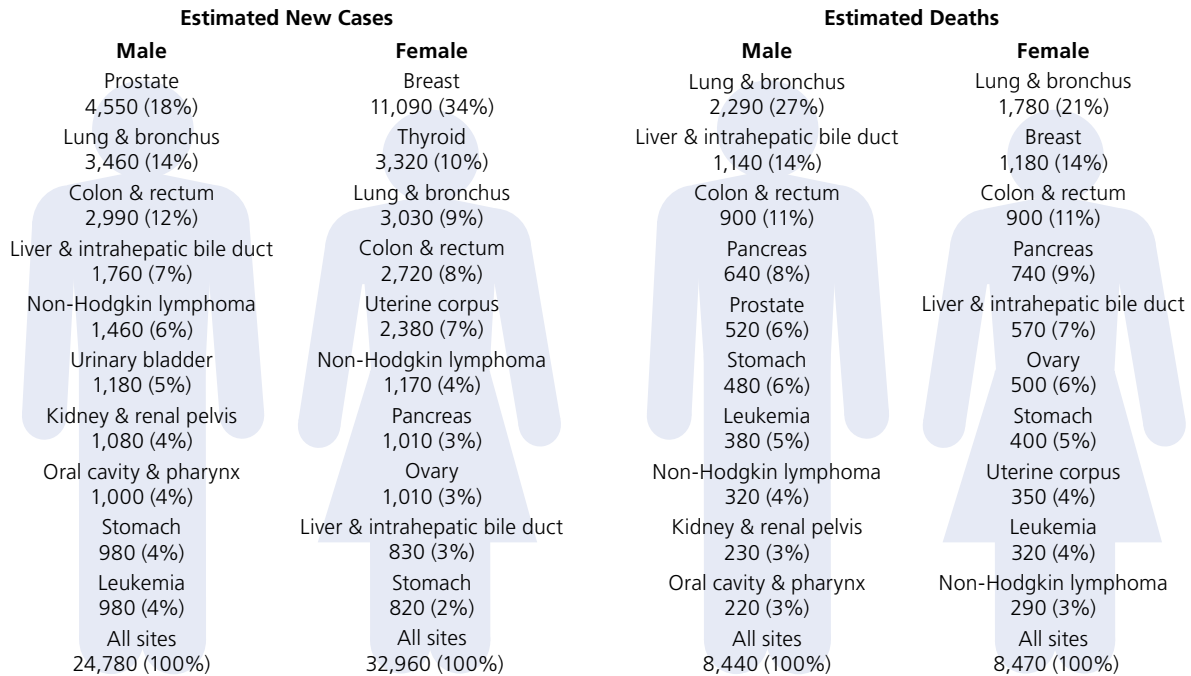 Estimated New Cases
Male
Prostate
4,550 (18%)
Lung & bronchus
3,460 (14%)
Colon & rectum
2,990 (12%)
Liver & intrahepatic bile duct
1,760 (7%)
Non-Hodgkin lymphoma
1,460 (6%)
Urinary bladder
1,180 (5%)
Kidney & renal pelvis
1,080 (4%)
Oral cavity & pharynx
1,000 (4%)
Stomach
980 (4%)
Leukemia
980 (4%)
All sites
24,780 (100%)
Female
Breast
11,090 (34%)
Thyroid
3,320 (10%)
Lung & bronchus
3,030 (9%)
Colon & rectum
2,720 (8%)
Uterine corpus
2,380 (7%)
Non-Hodgkin lymphoma
1,170 (4%)
Pancreas
1,010 (3%)
Ovary
1,010 (3%)
Liver & intrahepatic bile duct
830 (3%)
Stomach
820 (2%)
All sites
32,960 (100%)
Estimated Deaths
Male
Lung & bronchus
2,290 (27%)
Liver & intrahepatic bile duct
1,140 (14%)
Colon & rectum
900 (11%)
Pancreas
640 (8%)
Prostate
520 (6%)
Stomach
480 (6%)
Leukemia
380 (5%)
Non-Hodgkin lymphoma
320 (4%)
Kidney & renal pelvis
230 (3%)
Oral cavity & pharynx
220 (3%)
All sites
8,440 (100%)
Female
Lung & bronchus
1,780 (21%)
Breast
1,180 (14%)
Colon & rectum
900 (11%)
Pancreas
740 (9%)
Liver & intrahepatic bile duct
570 (7%)
Ovary
500 (6%)
Stomach
400 (5%)
Uterine corpus
350 (4%)
Leukemia
320 (4%)
Non-Hodgkin lymphoma
290 (3%)
All sites
8,470 (100%)